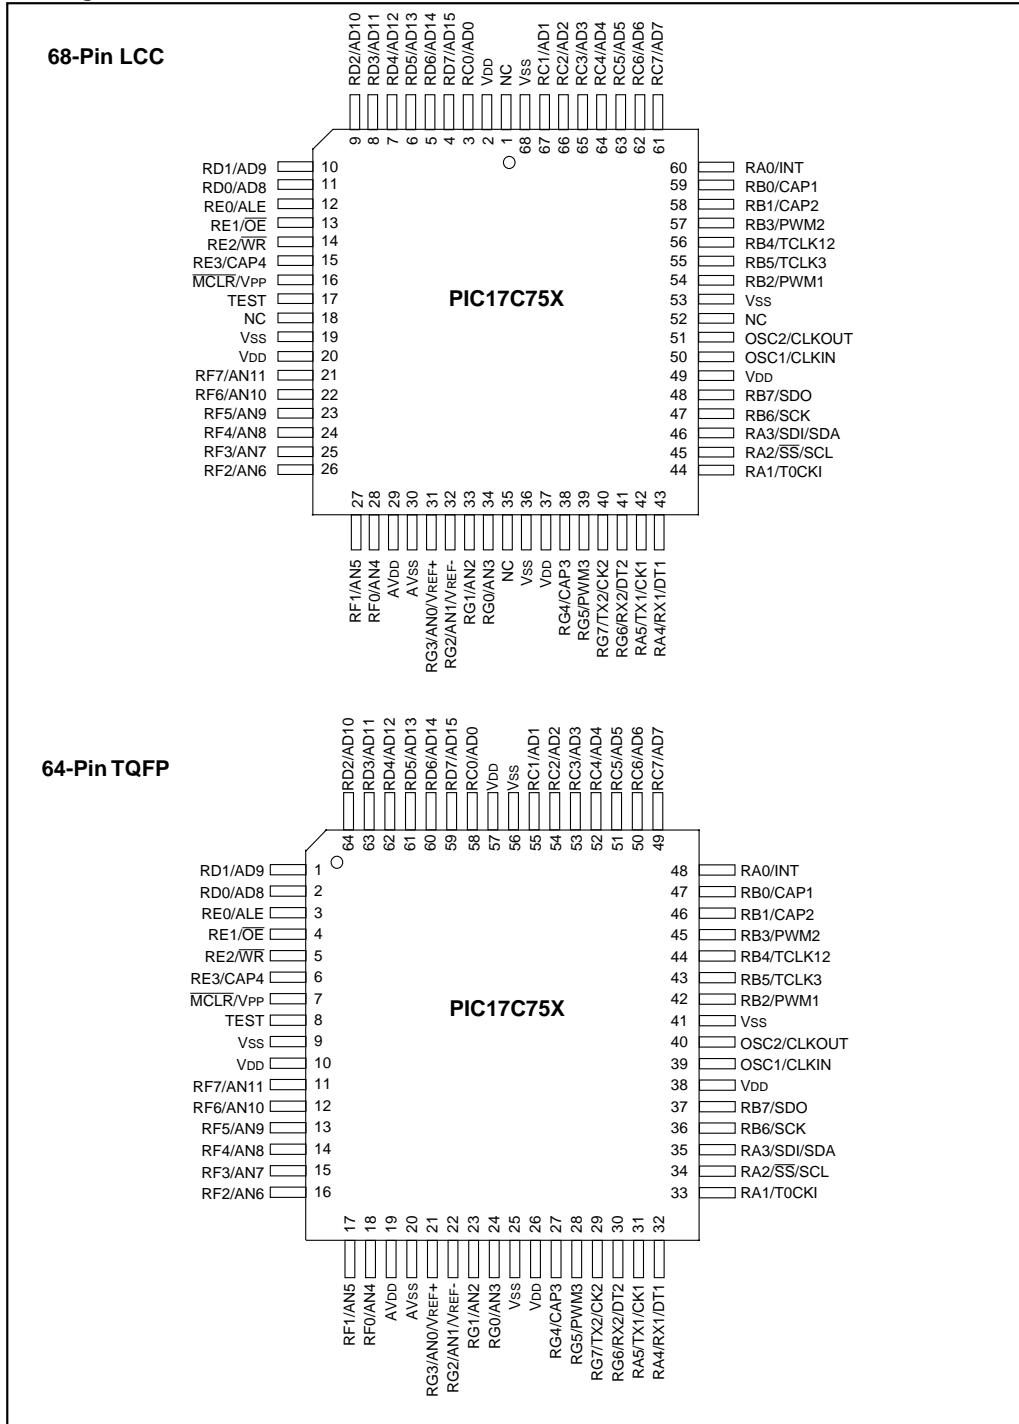 68-Pin LCC
RD2/AD10
RD3/AD11
RD4/AD12
RD5/AD13
RD6/AD14
RD7/AD15
RC0/AD0
VDD
NC
VSS
RC1/AD1
RC2/AD2
RC3/AD3
RC4/AD4
RC5/AD5
RC6/AD6
RC7/AD7
9 8 7 6 5 4 3 2 1 68 67 66 65 64 63 62 61
RD1/AD9 10
RD0/AD8 11
RE0/ALE 12
RE1/OE 13
RE2/WR 14
RE3/CAP4 15
MCLR/VPP 16
TEST 17
NC 18
VSS 19
VDD 20
RF7/AN11 21
RF6/AN10 22
RF5/AN9 23
RF4/AN8 24
RF3/AN7 25
RF2/AN6 26
PIC17C75X
60 RA0/INT
59 RB0/CAP1
58 RB1/CAP2
57 RB3/PWM2
56 RB4/TCLK12
55 RB5/TCLK3
54 RB2/PWM1
53 VSS
52 NC
51 OSC2/CLKOUT
50 OSC1/CLKIN
49 VDD
48 RB7/SDO
47 RB6/SCK
46 RA3/SDI/SDA
45 RA2/SS/SCL
44 RA1/T0CKI
27 28 29 30 31 32 33 34 35 36 37 38 39 40 41 42 43
RF1/AN5
RF0/AN4
AVDD
AVSS
RG3/AN0/VREF+
RG2/AN1/VREF-
RG1/AN2
RG0/AN3
NC
VSS
VDD
RG4/CAP3
RG5/PWM3
RG7/TX2/CK2
RG6/RX2/DT2
RA5/TX1/CK1
RA4/RX1/DT1
64-Pin TQFP
RD2/AD10
RD3/AD11
RD4/AD12
RD5/AD13
RD6/AD14
RD7/AD15
RC0/AD0
VDD
VSS
RC1/AD1
RC2/AD2
RC3/AD3
RC4/AD4
RC5/AD5
RC6/AD6
RC7/AD7
64 63 62 61 60 59 58 57 56 55 54 53 52 51 50 49
RD1/AD9 1
RD0/AD8 2
RE0/ALE 3
RE1/OE 4
RE2/WR 5
RE3/CAP4 6
MCLR/VPP 7
TEST 8
VSS 9
VDD 10
RF7/AN11 11
RF6/AN10 12
RF5/AN9 13
RF4/AN8 14
RF3/AN7 15
RF2/AN6 16
PIC17C75X
48 RA0/INT
47 RB0/CAP1
46 RB1/CAP2
45 RB3/PWM2
44 RB4/TCLK12
43 RB5/TCLK3
42 RB2/PWM1
41 VSS
40 OSC2/CLKOUT
39 OSC1/CLKIN
38 VDD
37 RB7/SDO
36 RB6/SCK
35 RA3/SDI/SDA
34 RA2/SS/SCL
33 RA1/T0CKI
17 18 19 20 21 22 23 24 25 26 27 28 29 30 31 32
RF1/AN5
RF0/AN4
AVDD
AVSS
RG3/AN0/VREF+
RG2/AN1/VREF-
RG1/AN2
RG0/AN3
VSS
VDD
RG4/CAP3
RG5/PWM3
RG7/TX2/CK2
RG6/RX2/DT2
RA5/TX1/CK1
RA4/RX1/DT1